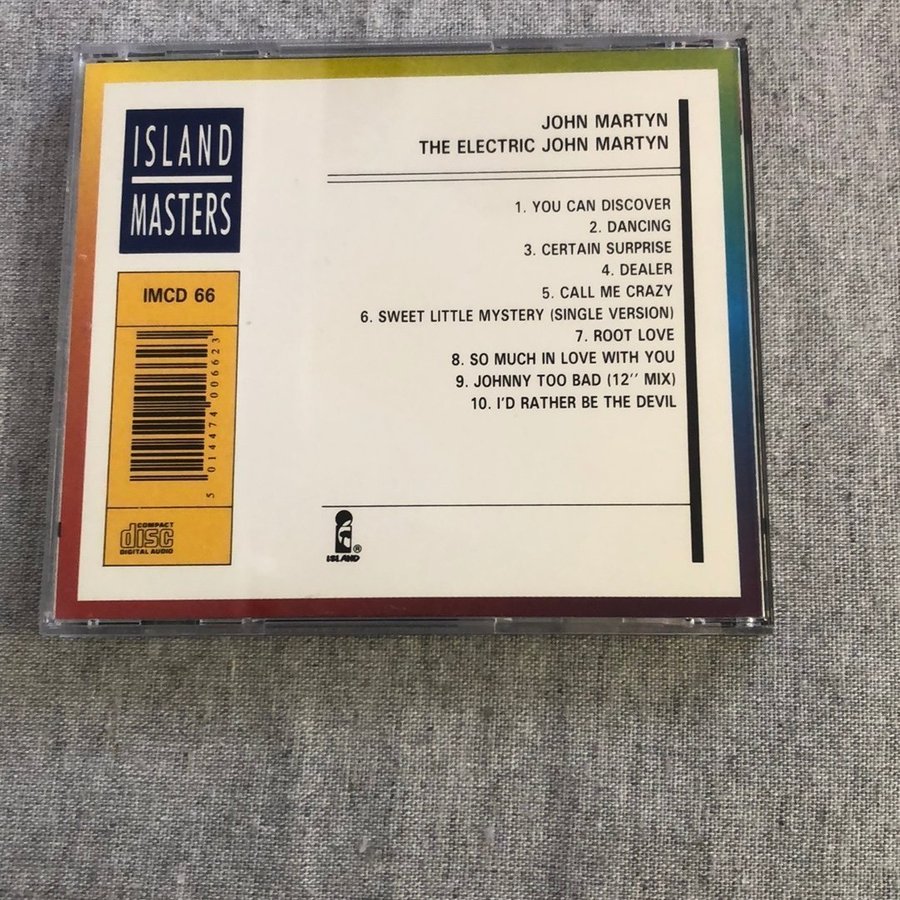 ISLAND
MASTERS
IMCD 66
5 014474 006623
COMPACT
disc
DIGITAL AUDIO
JOHN MARTYN
THE ELECTRIC JOHN MARTYN
1. YOU CAN DISCOVER
2. DANCING
3. CERTAIN SURPRISE
4. DEALER
5. CALL ME CRAZY
6. SWEET LITTLE MYSTERY (SINGLE VERSION)
7. ROOT LOVE
8. SO MUCH IN LOVE WITH YOU
9. JOHNNY TOO BAD (12'' MIX)
10. I'D RATHER BE THE DEVIL
ISLAND ®